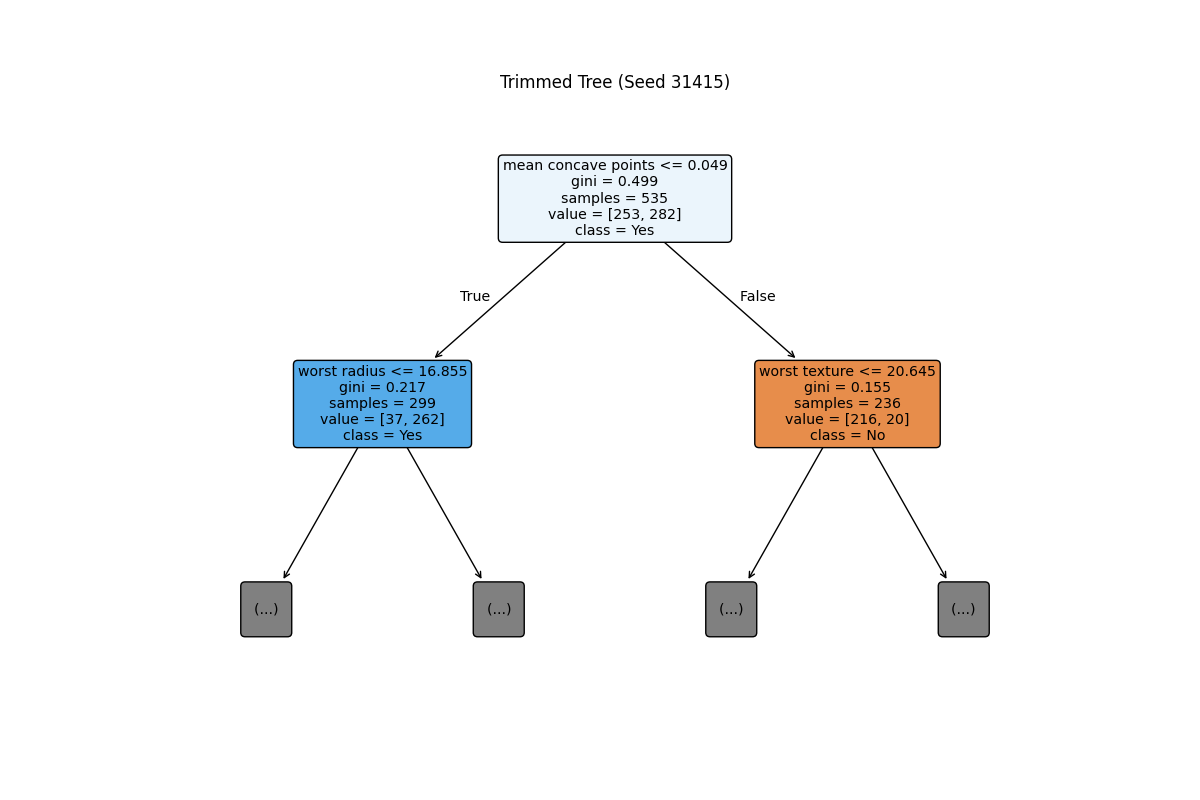 Trimmed Tree (Seed 31415)
mean concave points <= 0.049
gini = 0.499
samples = 535
value = [253, 282]
class = Yes
True
False
worst radius <= 16.855
gini = 0.217
samples = 299
value = [37, 262]
class = Yes
worst texture <= 20.645
gini = 0.155
samples = 236
value = [216, 20]
class = No
(...)
(...)
(...)
(...)